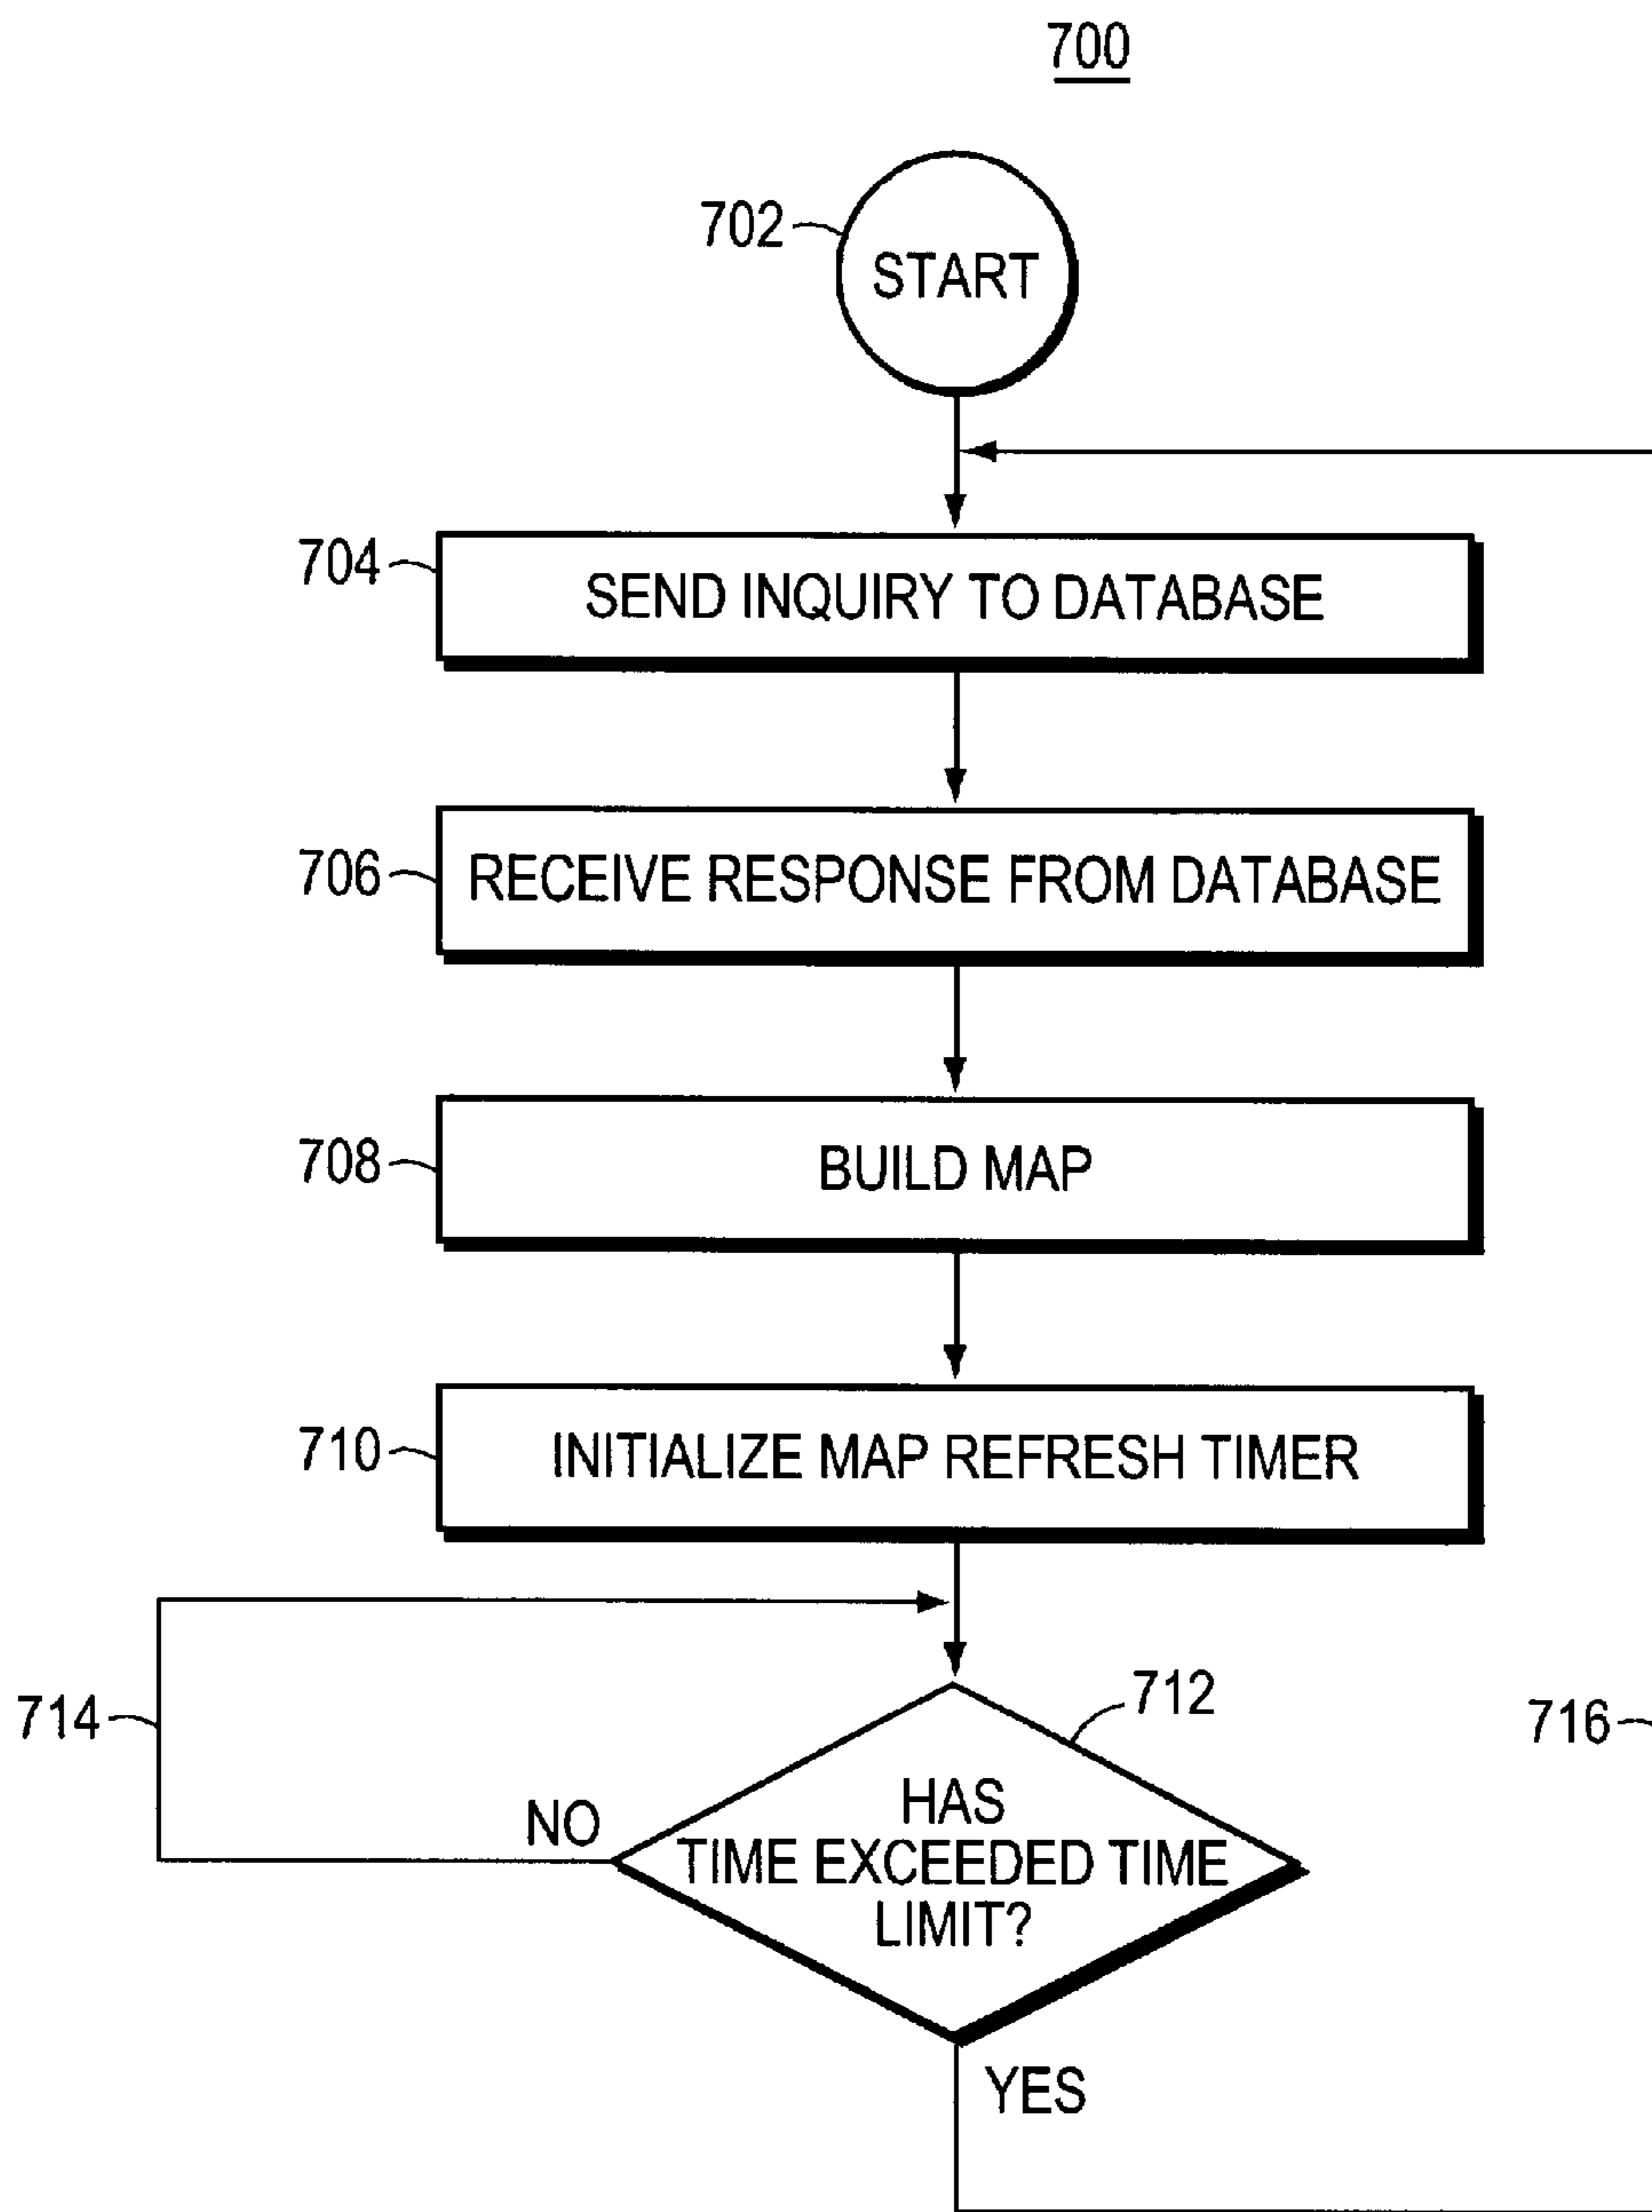 700
702
START
704
SEND INQUIRY TO DATABASE
706
RECEIVE RESPONSE FROM DATABASE
708
BUILD MAP
710
INITIALIZE MAP REFRESH TIMER
714
712
716
NO
HAS
TIME EXCEEDED TIME
LIMIT?
YES